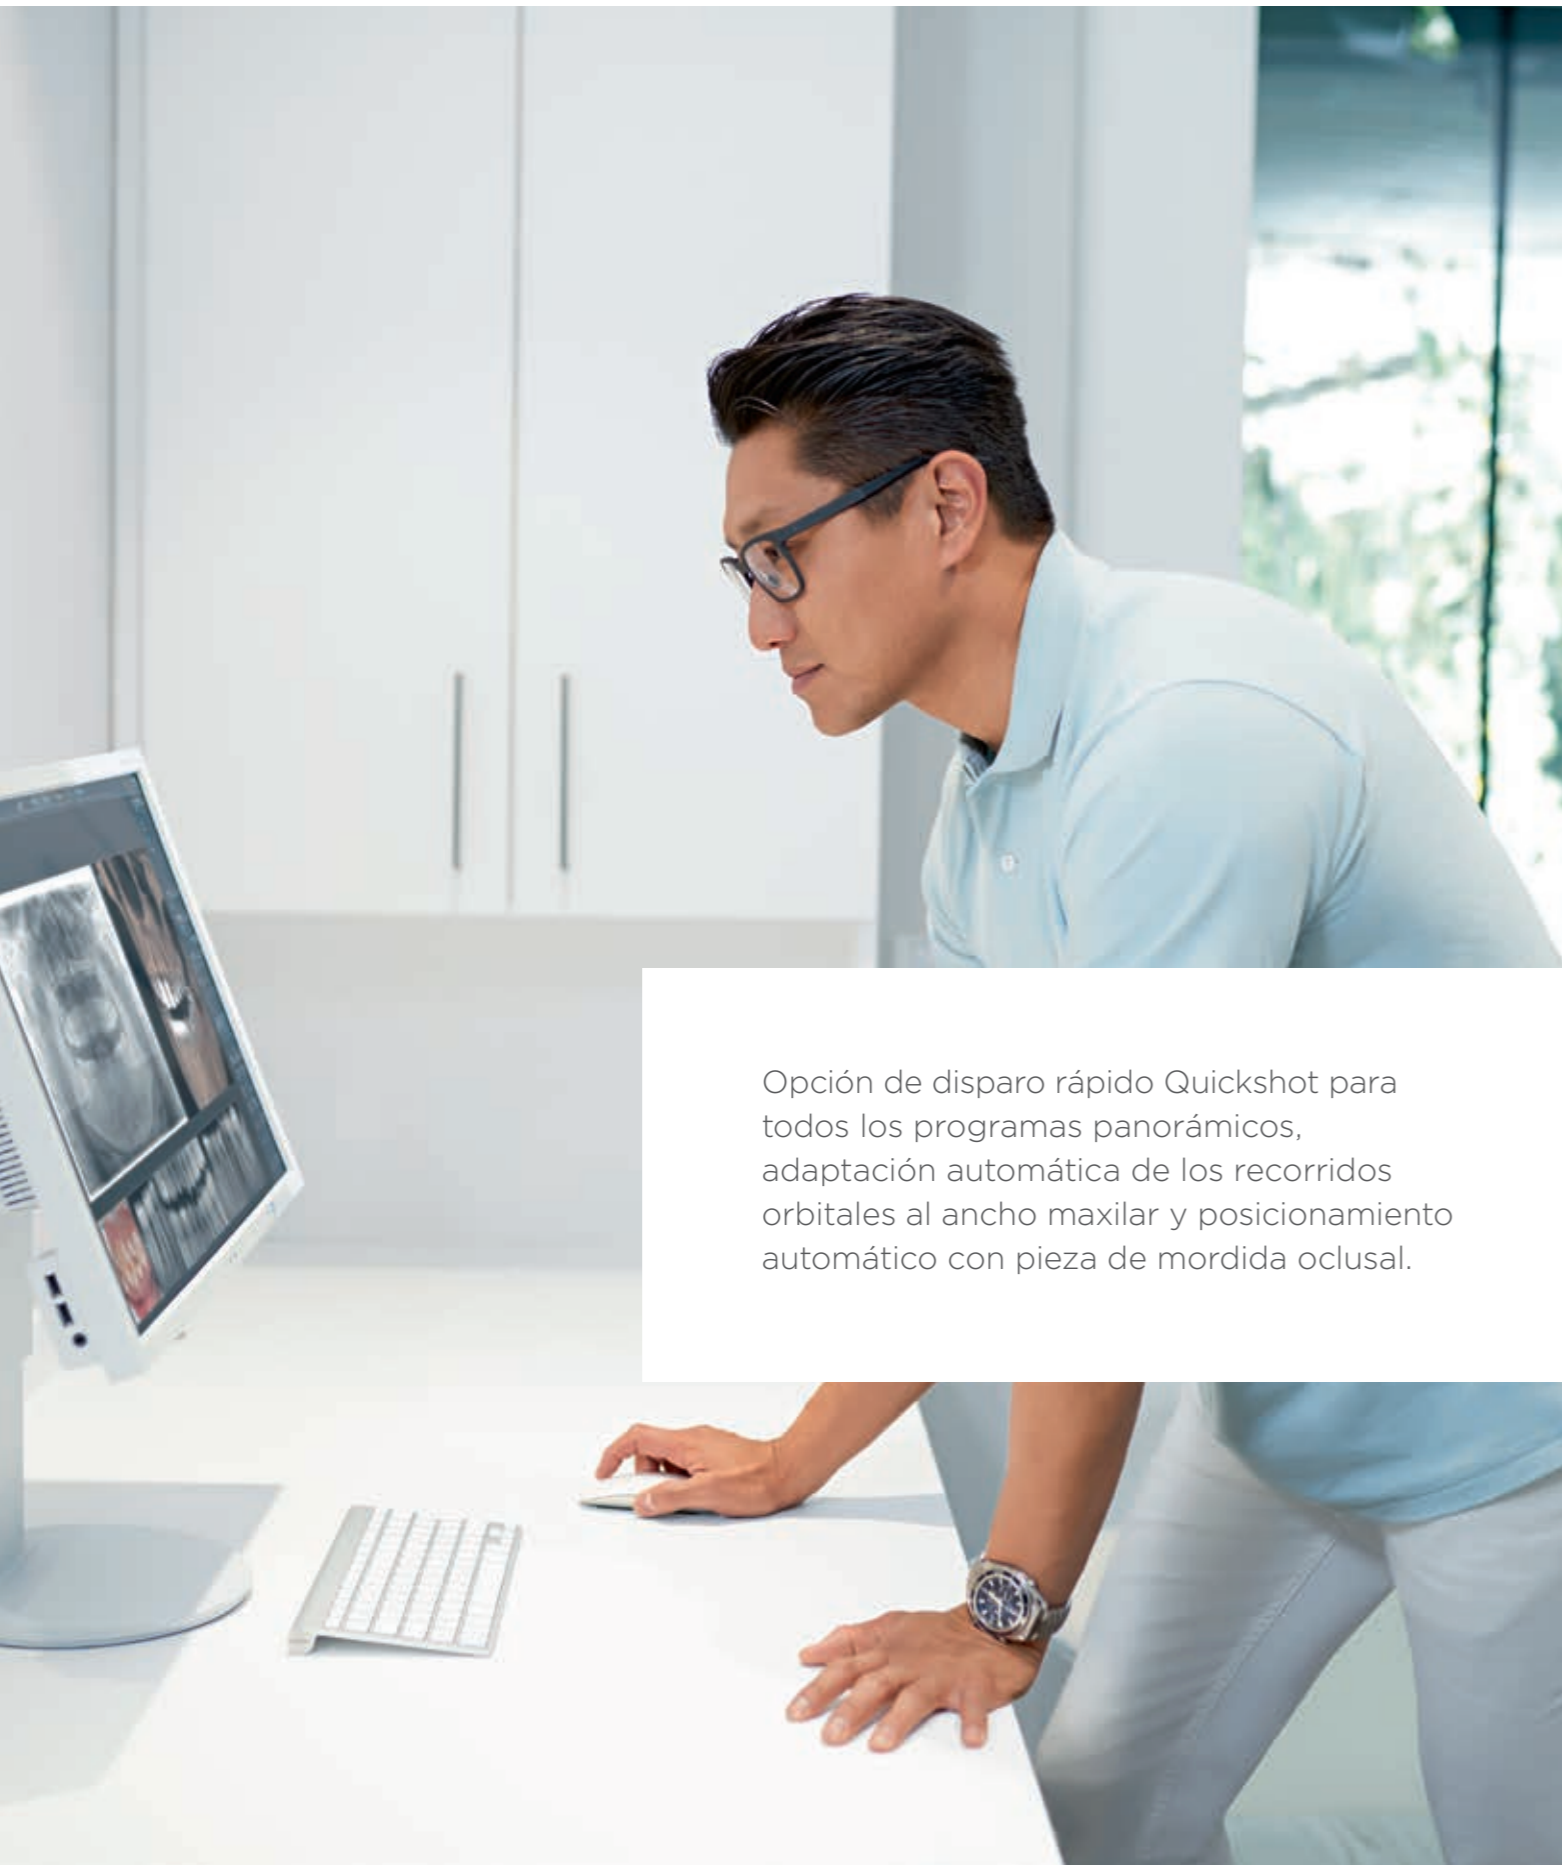 Opción de disparo rápido Quickshot para
todos los programas panorámicos,
adaptación automática de los recorridos
orbitales al ancho maxilar y posicionamiento
automático con pieza de mordida oclusal.